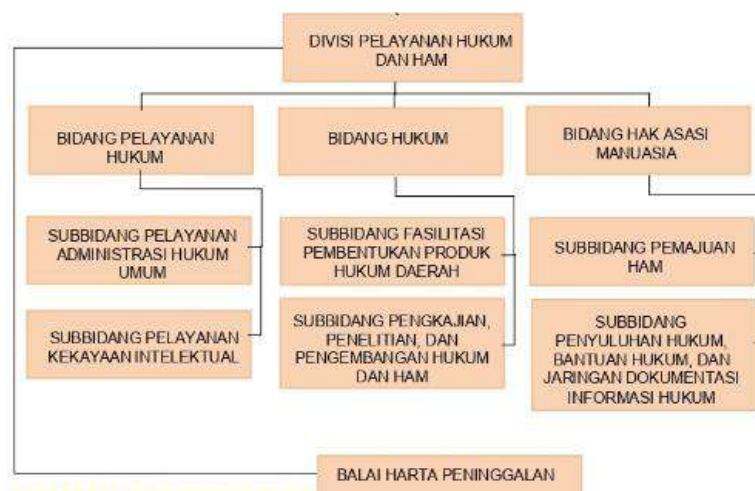 DIVISI PELAYANAN HUKUM
DAN HAM
BIDANG PELAYANAN
HUKUM
BIDANG HUKUM
BIDANG HAK ASASI
MANUASIA
SUBBIDANG PELAYANAN
ADMINISTRASI HUKUM
UMUM
SUBBIDANG FASILITASI
PEMBENTUKAN PRODUK
HUKUM DAERAH
SUBBIDANG PEMAJUAN
HAM
SUBBIDANG PELAYANAN
KEKAYAAN INTELEKTUAL
SUBBIDANG PENGKAJIAN,
PENELITIAN, DAN
PENGEMBANGAN HUKUM
DAN HAM
SUBBIDANG
PENYULUHAN HUKUM,
BANTUAN HUKUM, DAN
JARINGAN DOKUMENTASI
INFORMASI HUKUM
BALAI HARTA PENINGGALAN